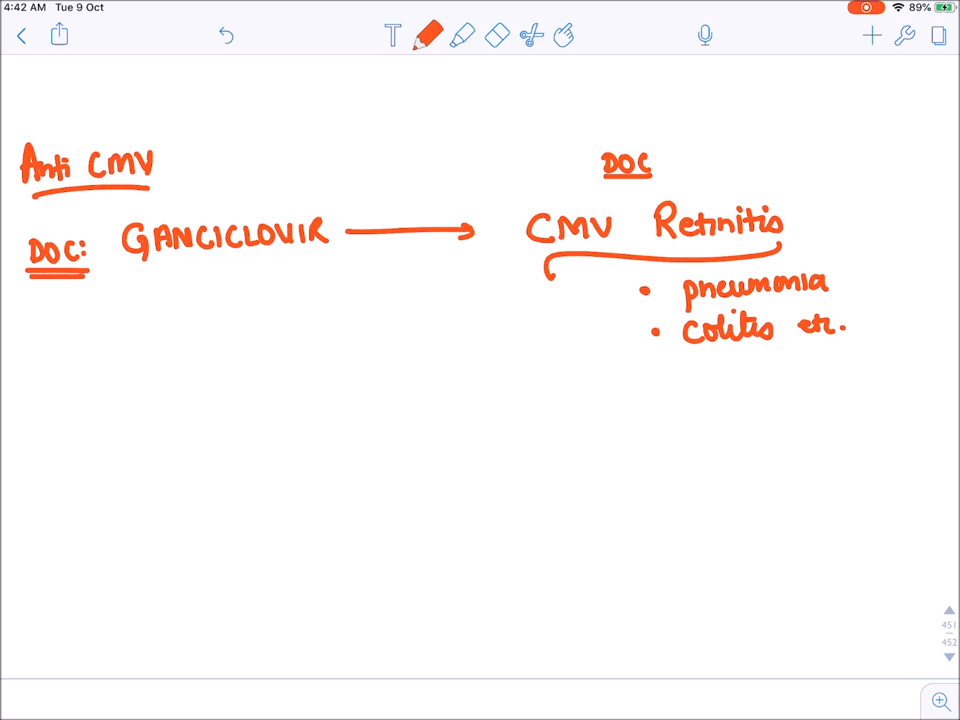 4:42 AM Tue 9 Oct
89%
T
Anti CMV
DOC
DOC: GANCICLOVIR → CMV Retinitis
• pneumonia
• colitis etc.
451
452